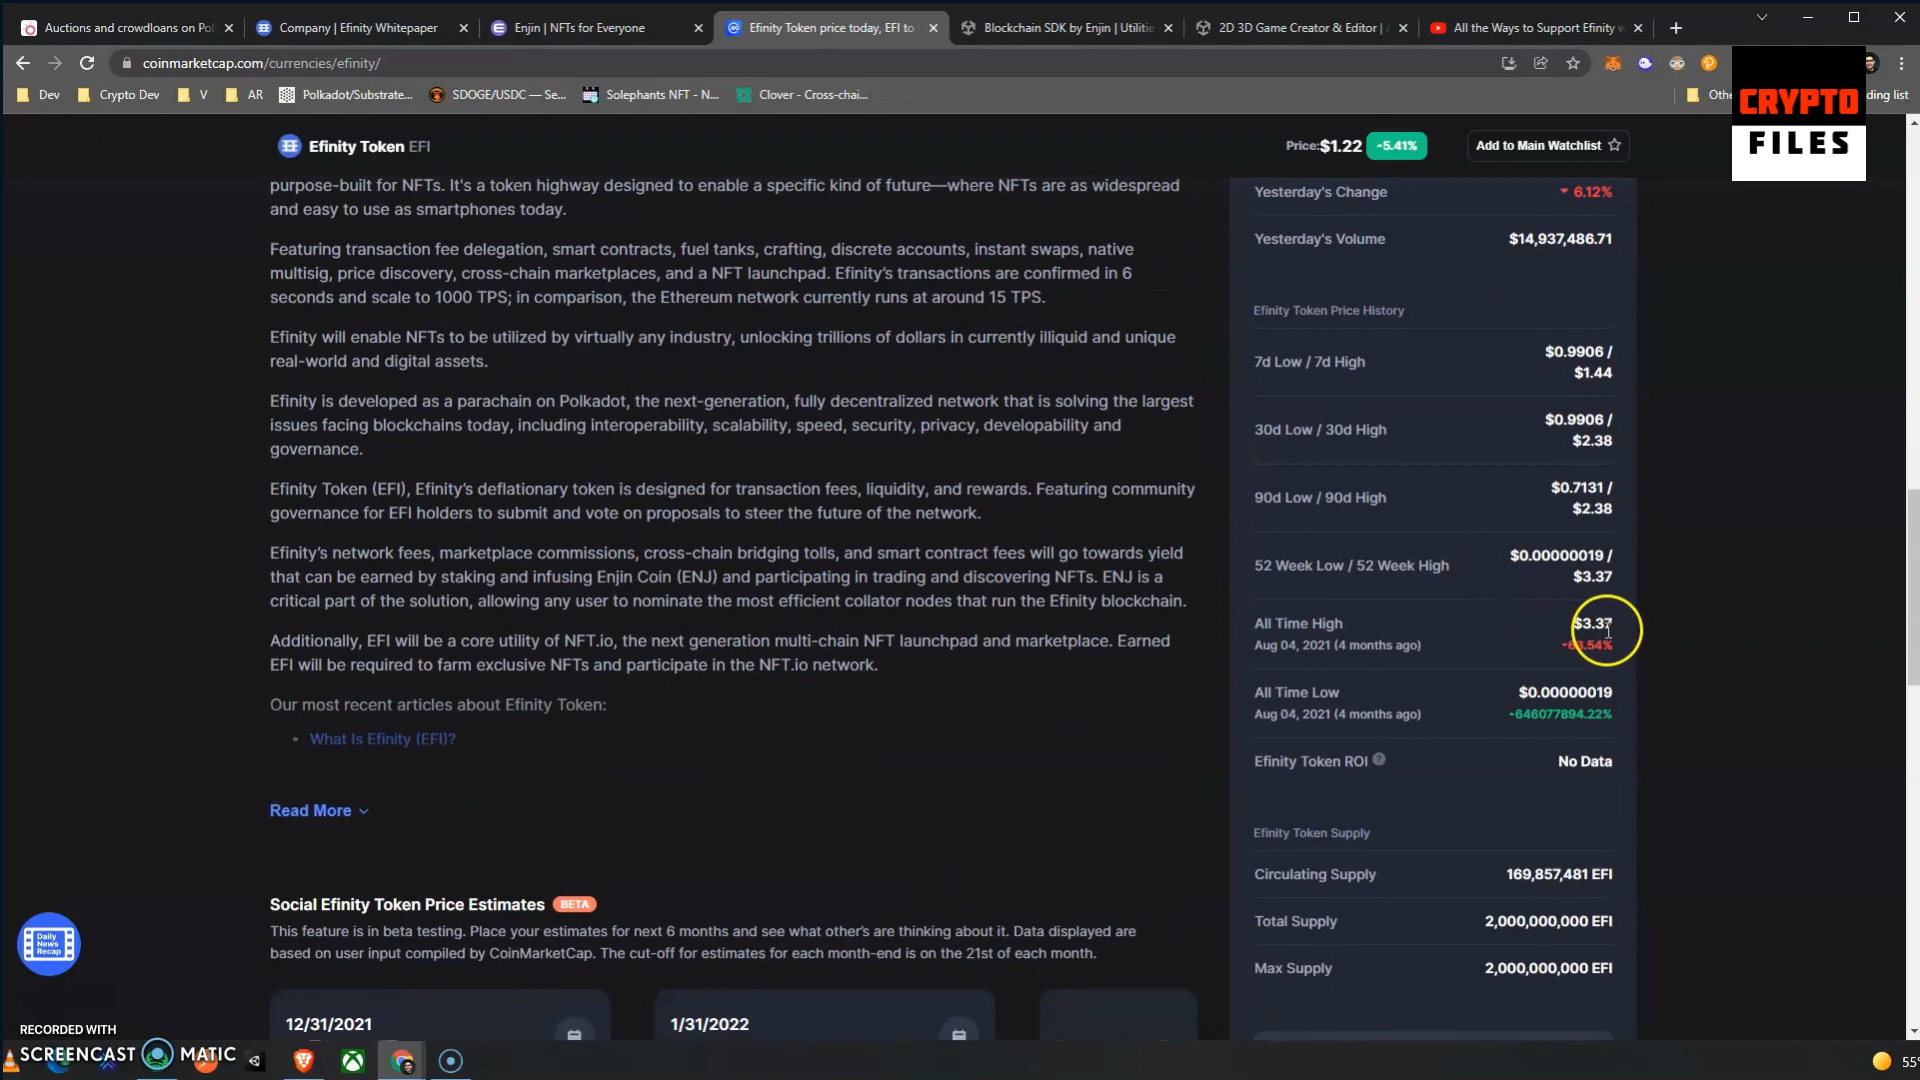 Auctions and crowdloans on Pol
Company | Efinity Whitepaper
Enjin | NFTs for Everyone
Efinity Token price today, EFI to
Blockchain SDK by Enjin | Utilitie
2D 3D Game Creator & Editor |
All the Ways to Support Efinity w
coinmarketcap.com/currencies/efinity/
Dev
Crypto Dev
V
AR
Polkadot/Substrate...
SDOGE/USDC — Se...
Solephants NFT - N...
Clover - Cross-chai...
Othe
ding list
CRYPTO
FILES
Efinity Token EFI
Price:$1.22
5.41%
Add to Main Watchlist
purpose-built for NFTs. It's a token highway designed to enable a specific kind of future—where NFTs are as widespread
and easy to use as smartphones today.
Featuring transaction fee delegation, smart contracts, fuel tanks, crafting, discrete accounts, instant swaps, native
multisig, price discovery, cross-chain marketplaces, and a NFT launchpad. Efinity's transactions are confirmed in 6
seconds and scale to 1000 TPS; in comparison, the Ethereum network currently runs at around 15 TPS.
Efinity will enable NFTs to be utilized by virtually any industry, unlocking trillions of dollars in currently illiquid and unique
real-world and digital assets.
Efinity is developed as a parachain on Polkadot, the next-generation, fully decentralized network that is solving the largest
issues facing blockchains today, including interoperability, scalability, speed, security, privacy, developability and
governance.
Efinity Token (EFI), Efinity's deflationary token is designed for transaction fees, liquidity, and rewards. Featuring community
governance for EFI holders to submit and vote on proposals to steer the future of the network.
Efinity's network fees, marketplace commissions, cross-chain bridging tolls, and smart contract fees will go towards yield
that can be earned by staking and infusing Enjin Coin (ENJ) and participating in trading and discovering NFTs. ENJ is a
critical part of the solution, allowing any user to nominate the most efficient collator nodes that run the Efinity blockchain.
Additionally, EFI will be a core utility of NFT.io, the next generation multi-chain NFT launchpad and marketplace. Earned
EFI will be required to farm exclusive NFTs and participate in the NFT.io network.
Our most recent articles about Efinity Token:
What Is Efinity (EFI)?
Read More
Social Efinity Token Price Estimates BETA
This feature is in beta testing. Place your estimates for next 6 months and see what other's are thinking about it. Data displayed are
based on user input compiled by CoinMarketCap. The cut-off for estimates for each month-end is on the 21st of each month.
12/31/2021
1/31/2022
Yesterday's Change
6.12%
Yesterday's Volume
$14,937,486.71
Efinity Token Price History
7d Low / 7d High
$0.9906 /
$1.44
30d Low / 30d High
$0.9906 /
$2.38
90d Low / 90d High
$0.7131 /
$2.38
52 Week Low / 52 Week High
$0.00000019 /
$3.37
All Time High
$3.37
Aug 04, 2021 (4 months ago)
63.54%
All Time Low
$0.00000019
Aug 04, 2021 (4 months ago)
646077894.22%
Efinity Token ROI
No Data
Efinity Token Supply
Circulating Supply
169,857,481 EFI
Total Supply
2,000,000,000 EFI
Max Supply
2,000,000,000 EFI
Daily
News
Recap
RECORDED WITH
SCREENCAST MATIC
55°